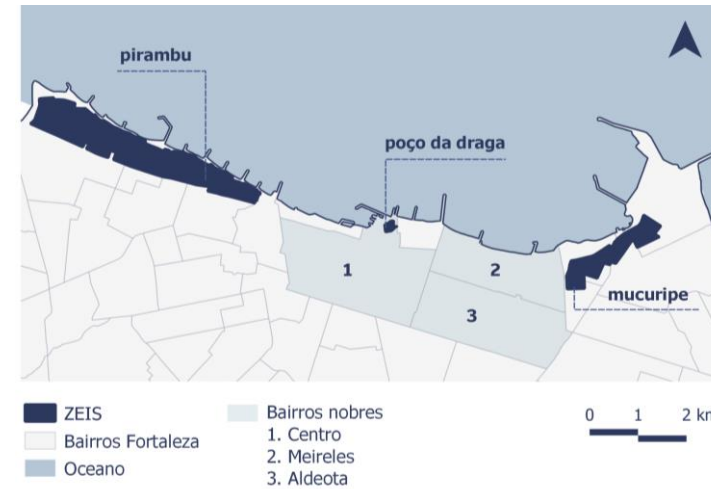 pirambu
poço da draga
1
2
3
mucuripe
ZEIS
Bairros Fortaleza
Oceano
Bairros nobres
1. Centro
2. Meireles
3. Aldeota
0 1 2 km